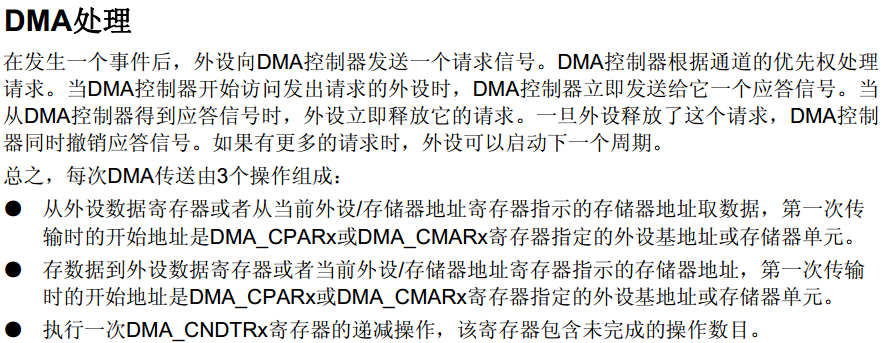 DMA处理
在发生一个事件后，外设向DMA控制器发送一个请求信号。DMA控制器根据通道的优先权处理
请求。当DMA控制器开始访问发出请求的外设时，DMA控制器立即发送给它一个应答信号。当
从DMA控制器得到应答信号时，外设立即释放它的请求。一旦外设释放了这个请求，DMA控制
器同时撤销应答信号。如果有更多的请求时，外设可以启动下一个周期。
总之，每次DMA传送由3个操作组成：
● 从外设数据寄存器或者从当前外设/存储器地址寄存器指示的存储器地址取数据，第一次传
输时的开始地址是DMA_CPARx或DMA_CMARx寄存器指定的外设基地址或存储器单元。
● 存数据到外设数据寄存器或者当前外设/存储器地址寄存器指示的存储器地址，第一次传输
时的开始地址是DMA_CPARx或DMA_CMARx寄存器指定的外设基地址或存储器单元。
● 执行一次DMA_CNDTRx寄存器的递减操作，该寄存器包含未完成的操作数目。